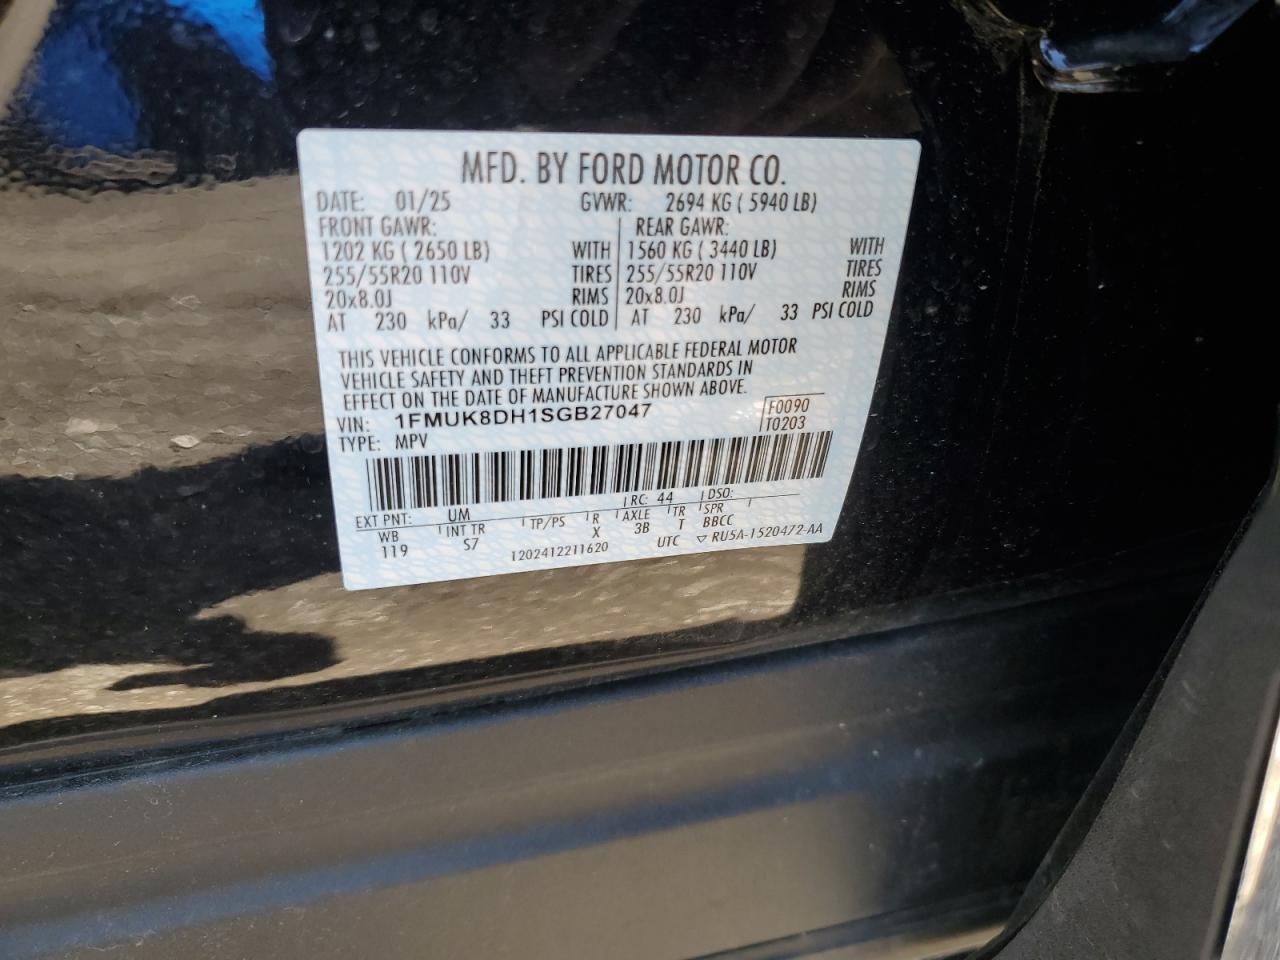 MFD. BY FORD MOTOR CO.
DATE: 01/25 GVWR: 2694 KG ( 5940 LB)
FRONT GAWR: REAR GAWR:
1202 KG ( 2650 LB) WITH 1560 KG ( 3440 LB) WITH
255/55R20 110V TIRES 255/55R20 110V TIRES
20x8.0J RIMS 20x8.0J RIMS
AT 230 kPa/ 33 PSI COLD AT 230 kPa/ 33 PSI COLD
THIS VEHICLE CONFORMS TO ALL APPLICABLE FEDERAL MOTOR
VEHICLE SAFETY AND THEFT PREVENTION STANDARDS IN
EFFECT ON THE DATE OF MANUFACTURE SHOWN ABOVE.
VIN: 1FMUK8DH1SGB27047 F0090
TYPE: MPV T0203
EXT PNT: UM RC: 44 DSO:
WB INT TR TP/PS R AXLE TR SPR
119 S7 X 3B T BBCC
1202412211620 UTC ▽ RU5A-1520472-AA